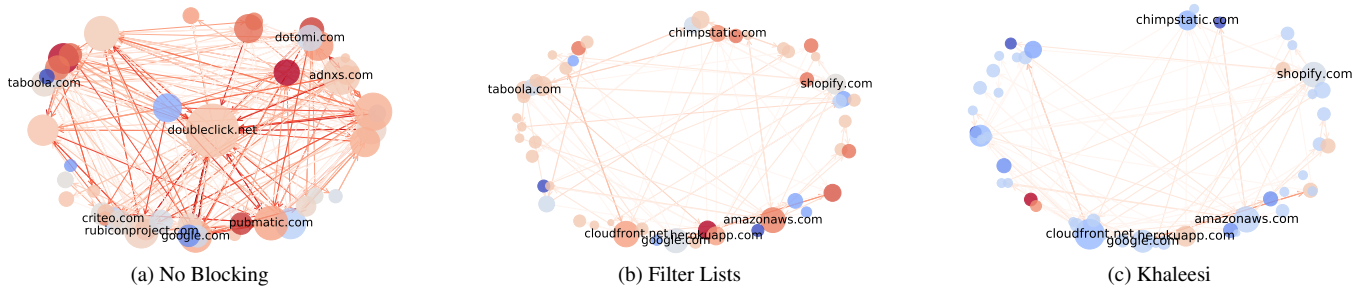 dotomi.com
adnxs.com
taboola.com
doubleclick.net
criteo.com
rubiconproject.com
google.com
pubmatic.com
(a) No Blocking
chimpstatic.com
shopify.com
taboola.com
amazonaws.com
cloudfront.net
herokuapp.com
google.com
(b) Filter Lists
chimpstatic.com
shopify.com
amazonaws.com
cloudfront.net
herokuapp.com
google.com
(c) Khaleesi